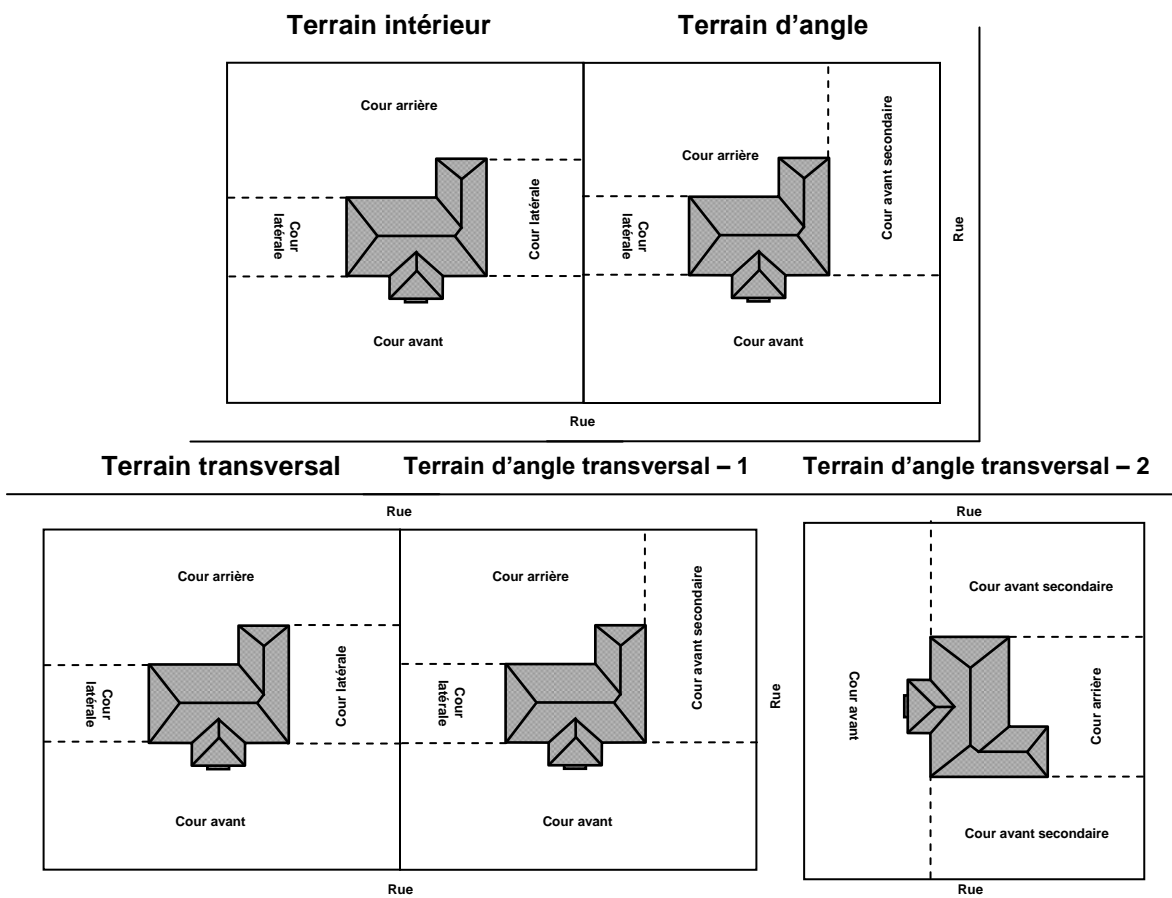 Terrain intérieur
Terrain d'angle
Cour arrière
Cour
latérale
Cour latérale
Cour avant
Cour arrière
Cour
latérale
Cour avant secondaire
Cour avant
Rue
Rue
Terrain transversal
Terrain d'angle transversal – 1
Terrain d'angle transversal – 2
Rue
Rue
Cour arrière
Cour
latérale
Cour latérale
Cour avant
Cour arrière
Cour
latérale
Cour avant secondaire
Cour avant
Rue
Cour avant secondaire
Cour avant
Cour arrière
Cour avant secondaire
Rue
Rue